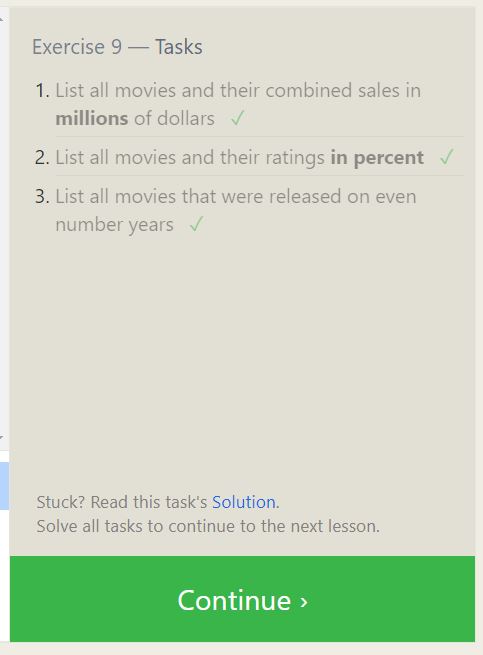 Exercise 9 — Tasks
1. List all movies and their combined sales in
millions of dollars ✓
2. List all movies and their ratings in percent ✓
3. List all movies that were released on even
number years ✓
Stuck? Read this task's Solution.
Solve all tasks to continue to the next lesson.
Continue ›